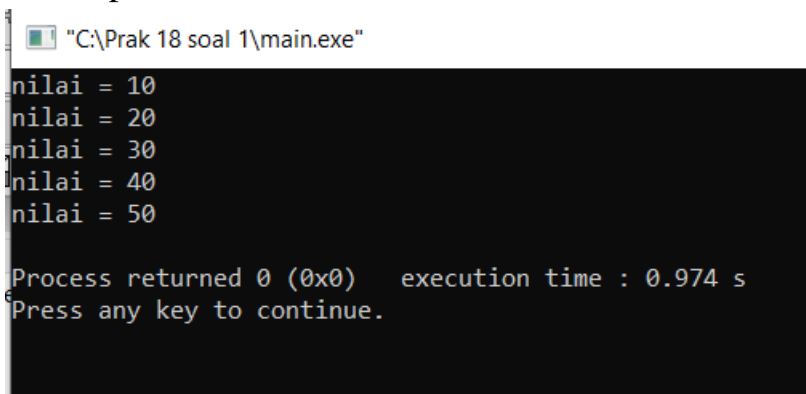 "C:\Prak 18 soal 1\main.exe"
nilai = 10
nilai = 20
nilai = 30
nilai = 40
nilai = 50
Process returned 0 (0x0)   execution time : 0.974 s
Press any key to continue.